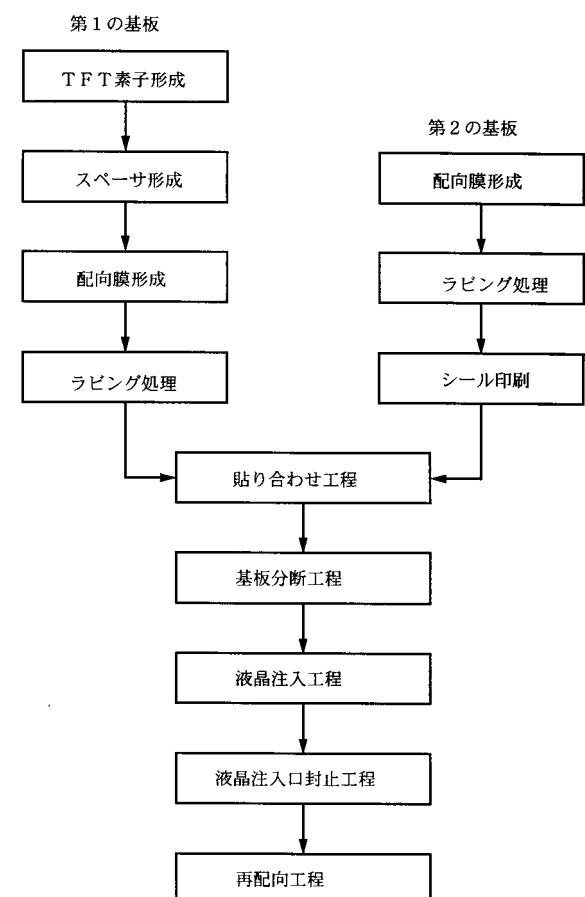 第１の基板
ＴＦＴ素子形成
スペーサ形成
配向膜形成
ラビング処理
第２の基板
配向膜形成
ラビング処理
シール印刷
貼り合わせ工程
基板分断工程
液晶注入工程
液晶注入口封止工程
再配向工程